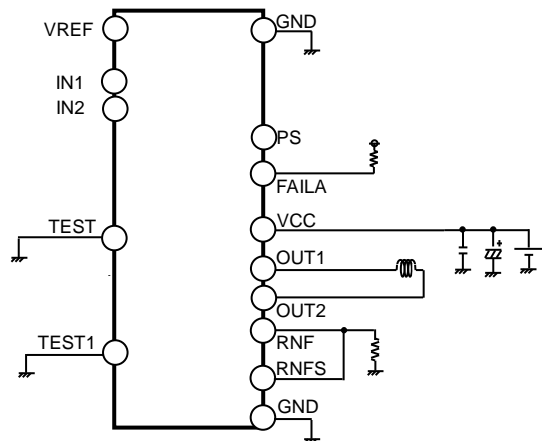 VREF
GND
IN1
IN2
PS
FAILA
TEST
VCC
OUT1
OUT2
RNF
TEST1
RNFS
GND
+